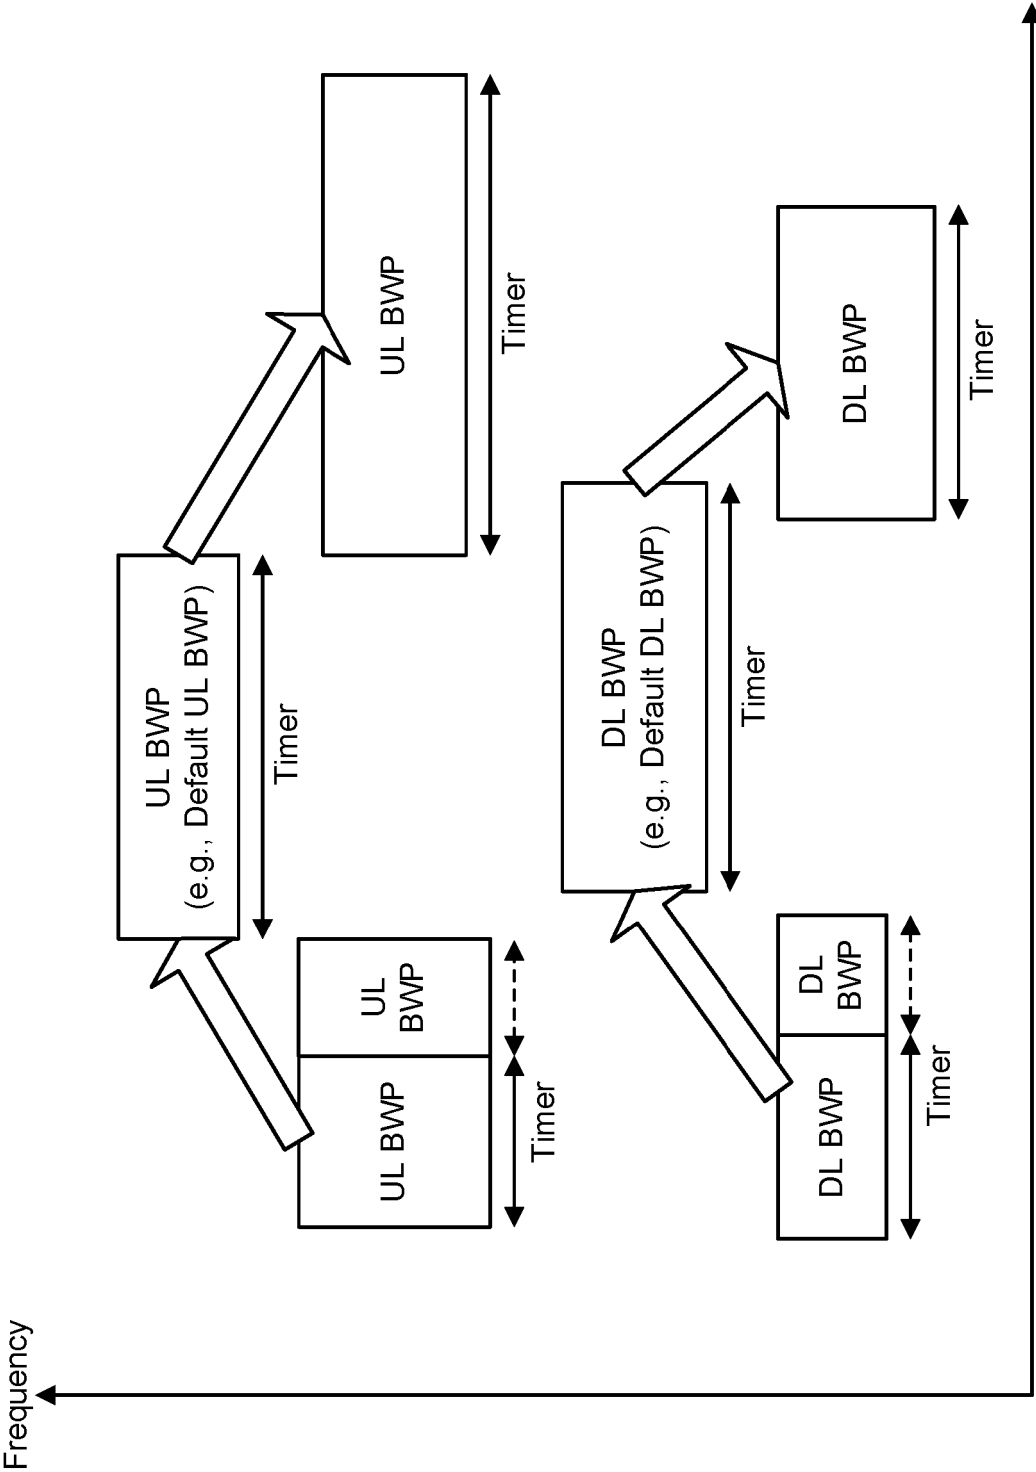 Frequency
UL BWP
(e.g., Default UL BWP)
Timer
UL BWP
UL
BWP
Timer
UL BWP
Timer
DL BWP
(e.g., Default DL BWP)
Timer
DL BWP
DL
BWP
Timer
DL BWP
Timer